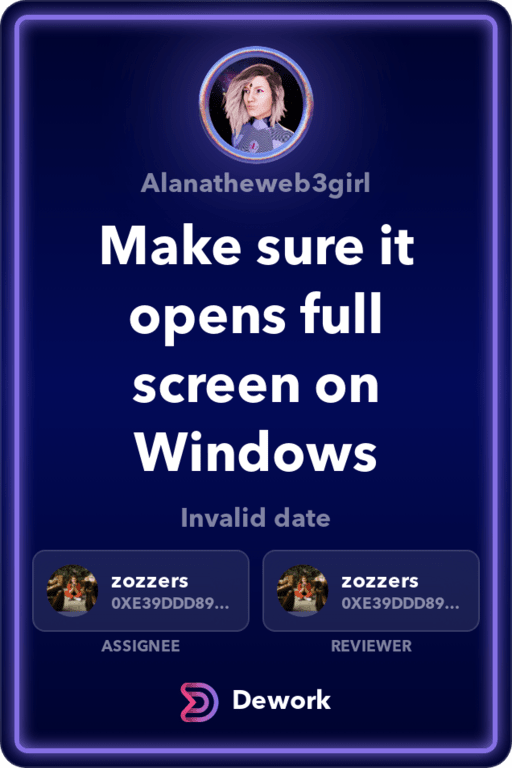 Alanatheweb3girl
Make sure it
opens full
screen on
Windows
Invalid date
zozzers
0XE39DDD89...
ASSIGNEE
zozzers
0XE39DDD89...
REVIEWER
Dework